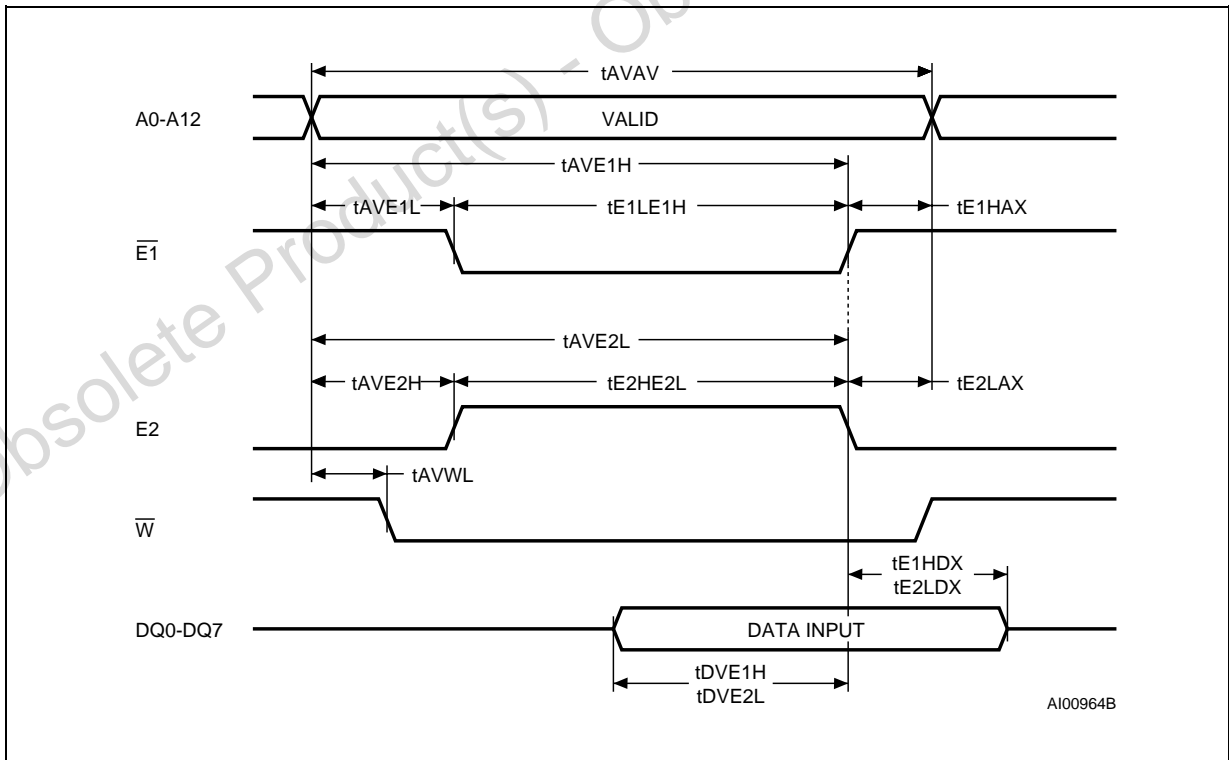 Obsolete Product(s) - Ob
tAVAV
A0-A12
VALID
tAVE1H
tAVE1L
tE1LE1H
tE1HAX
E1
tAVE2L
tAVE2H
tE2HE2L
tE2LAX
E2
tAVWL
W
tE1HDX
tE2LDX
DQ0-DQ7
DATA INPUT
tDVE1H
tDVE2L
AI00964B